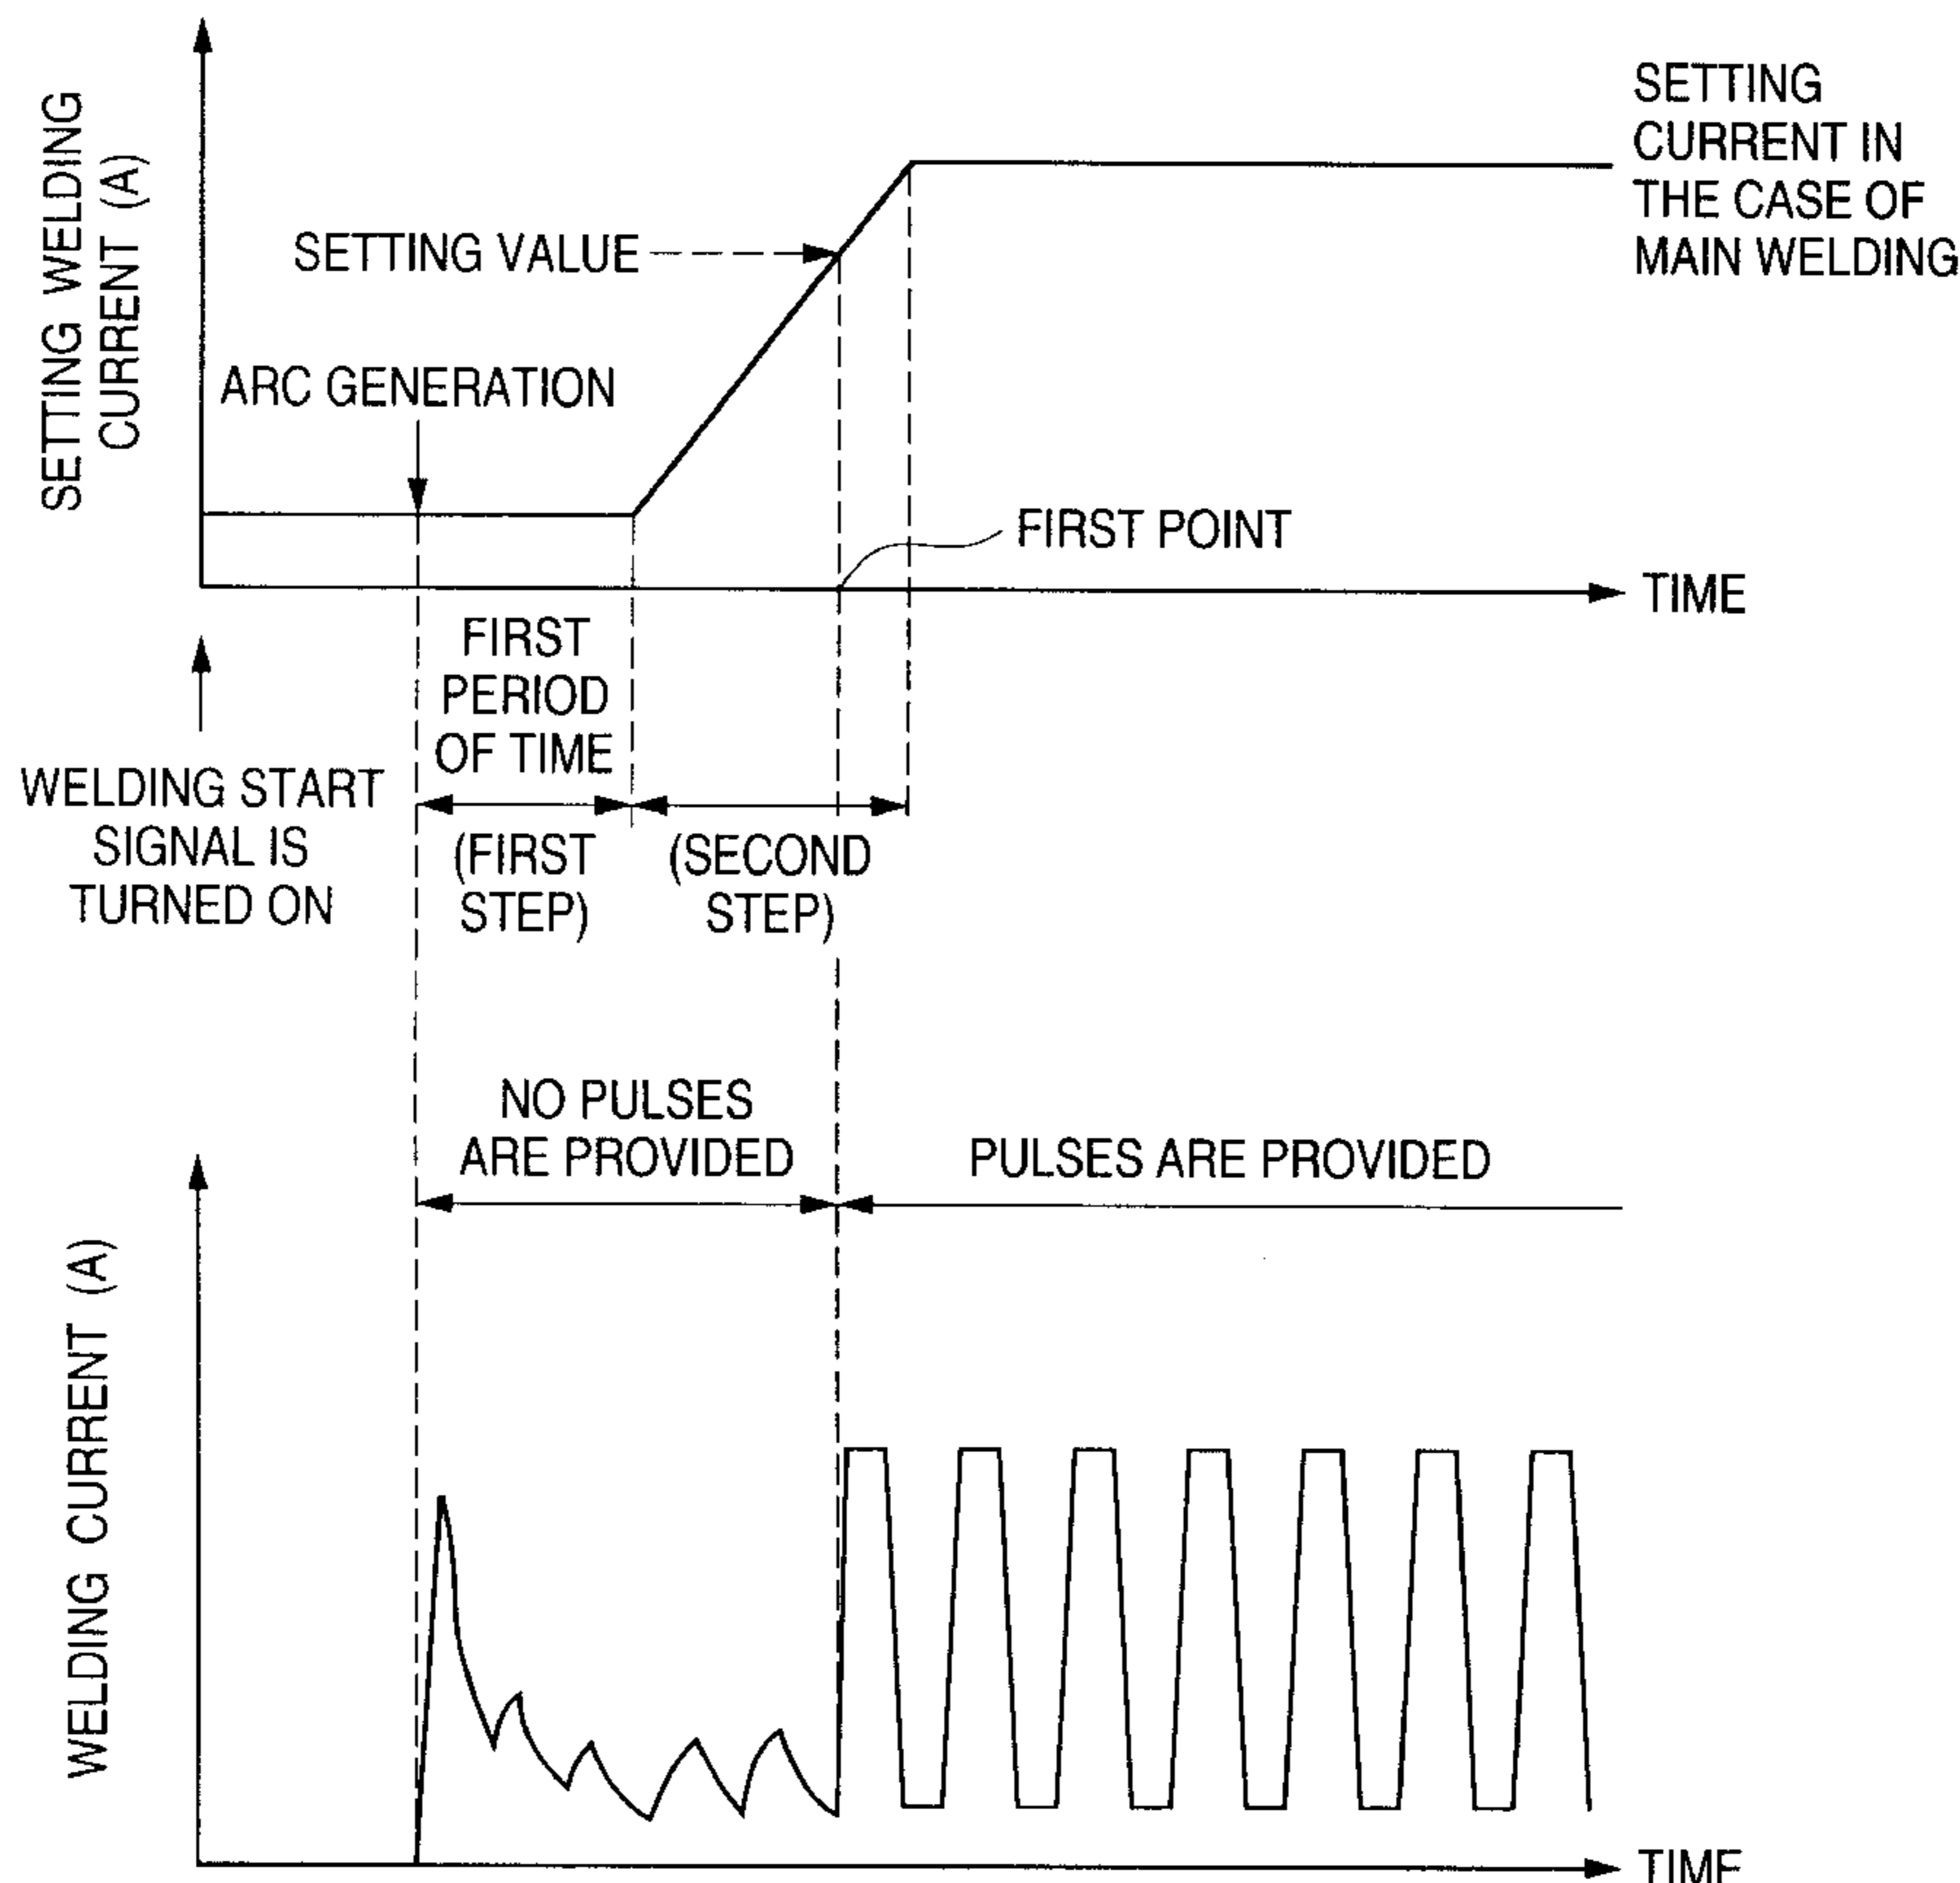 SETTING WELDING
CURRENT (A)
SETTING
CURRENT IN
THE CASE OF
MAIN WELDING
SETTING VALUE
ARC GENERATION
FIRST POINT
TIME
FIRST
PERIOD
OF TIME
WELDING START
SIGNAL IS
TURNED ON
(FIRST
STEP)
(SECOND
STEP)
NO PULSES
ARE PROVIDED
PULSES ARE PROVIDED
WELDING CURRENT (A)
TIME